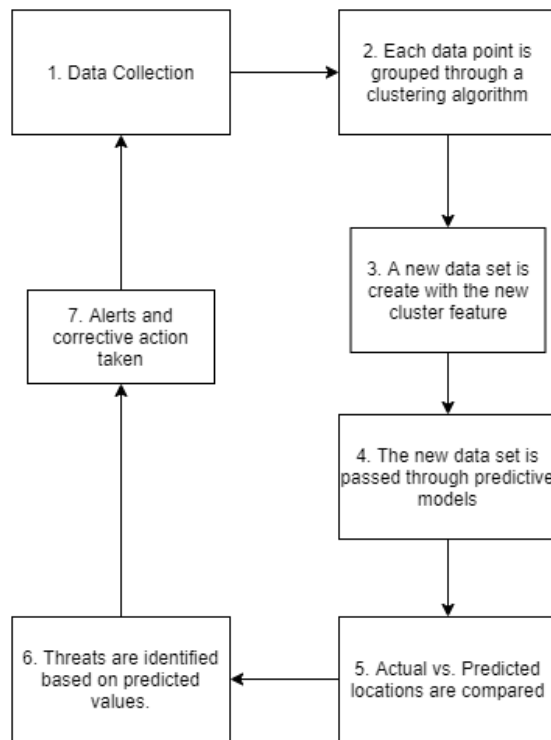 1. Data Collection
2. Each data point is
grouped through a
clustering algorithm
3. A new data set is
create with the new
cluster feature
4. The new data set is
passed through predictive
models
5. Actual vs. Predicted
locations are compared
6. Threats are identified
based on predicted
values.
7. Alerts and
corrective action
taken